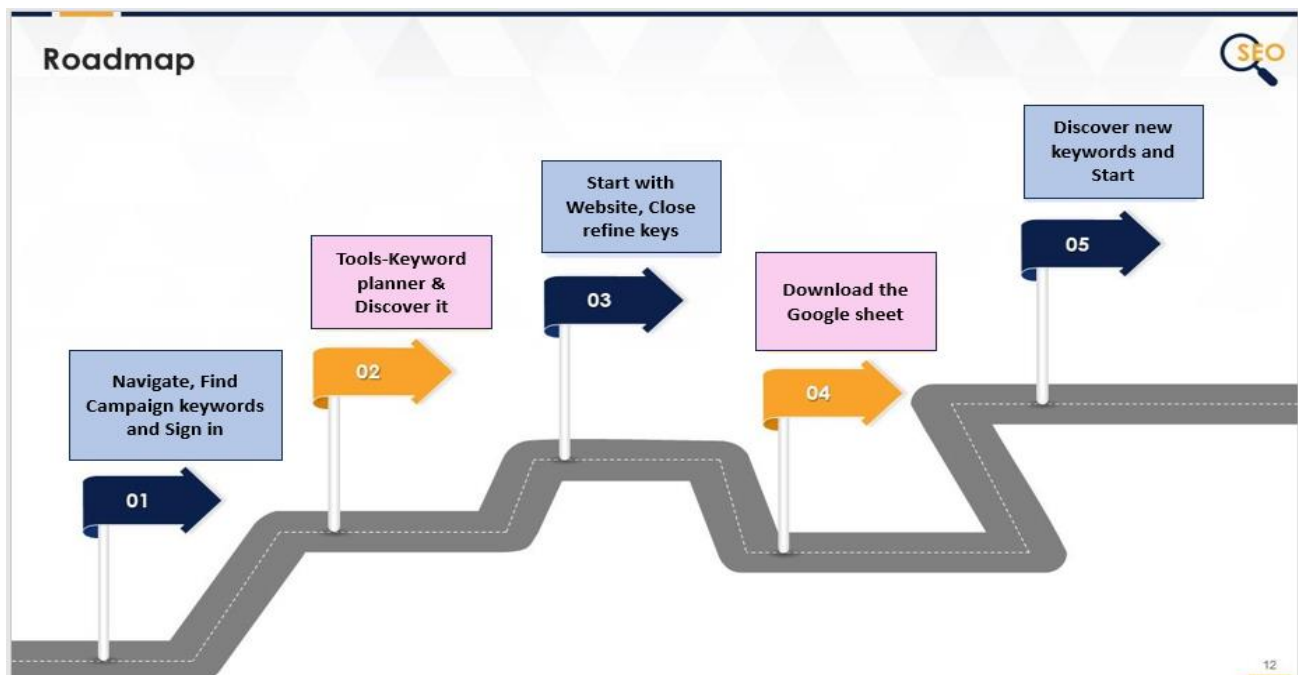 Roadmap
SEO
Navigate, Find
Campaign keywords
and Sign in
01
Tools-Keyword
planner &
Discover it
02
Start with
Website, Close
refine keys
03
Download the
Google sheet
04
Discover new
keywords and
Start
05
12